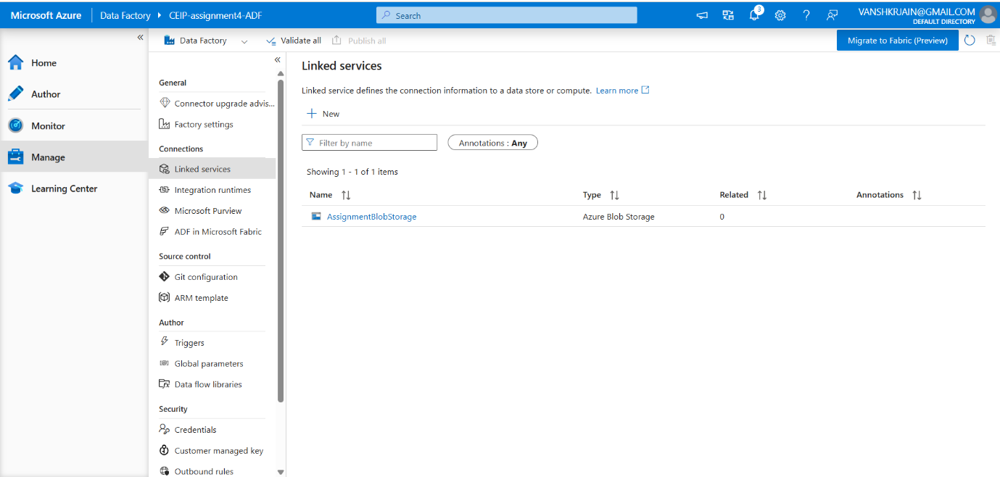 Microsoft Azure Data Factory CEIP-assignment4-ADF Search 3 VANSHKRJAIN@GMAIL.COM
DEFAULT DIRECTORY
Data Factory Validate all Publish all Migrate to Fabric (Preview)
Home
Author
Monitor
Manage
Learning Center
General
Connector upgrade advis...
Factory settings
Connections
Linked services
Integration runtimes
Microsoft Purview
ADF in Microsoft Fabric
Source control
Git configuration
ARM template
Author
Triggers
Global parameters
Data flow libraries
Security
Credentials
Customer managed key
Outbound rules
Linked services
Linked service defines the connection information to a data store or compute. Learn more
New
Filter by name Annotations : Any
Showing 1 - 1 of 1 items
Name Type Related Annotations
AssignmentBlobStorage Azure Blob Storage 0